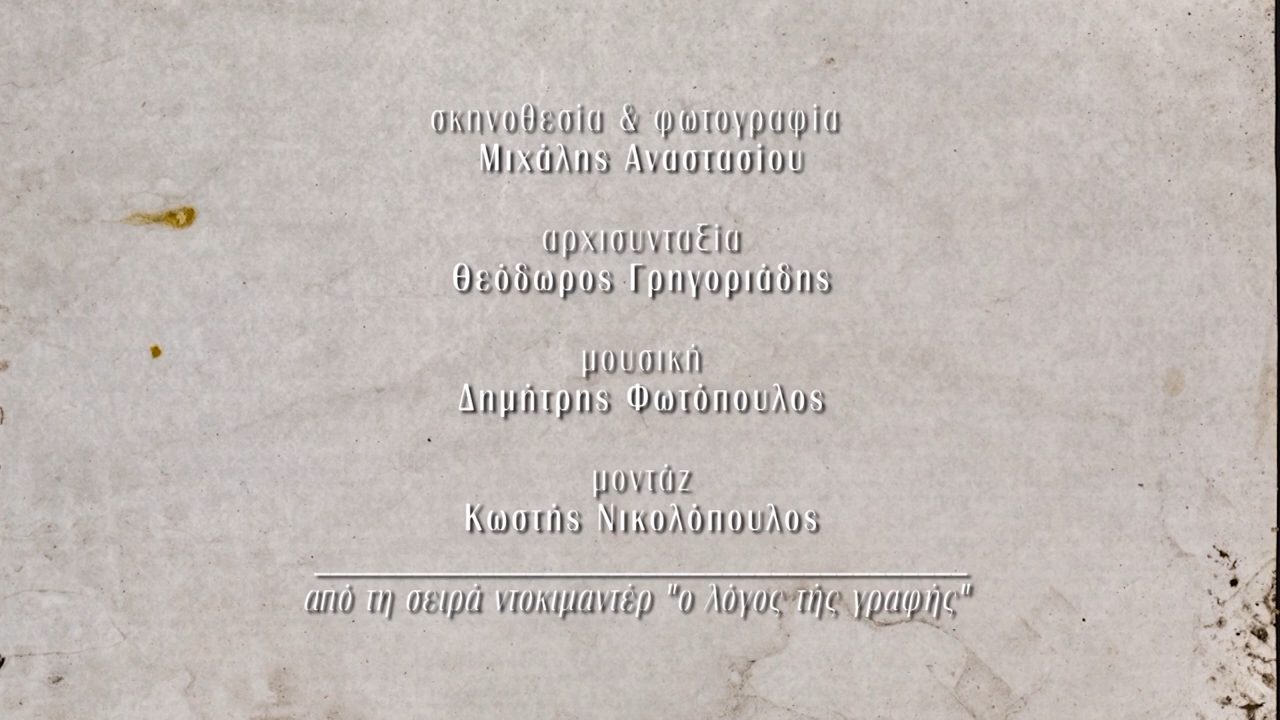 σκηνοθεσία & φωτογραφία
Μιχάλης Αναστασίου
αρχισυνταξία
Θεόδωρος Γρηγοριάδης
μουσική
Δημήτρης Φωτόπουλος
μοντάζ
Κωστής Νικολόπουλος
από τη σειρά ντοκιμαντέρ "ο λόγος τής γραφής"